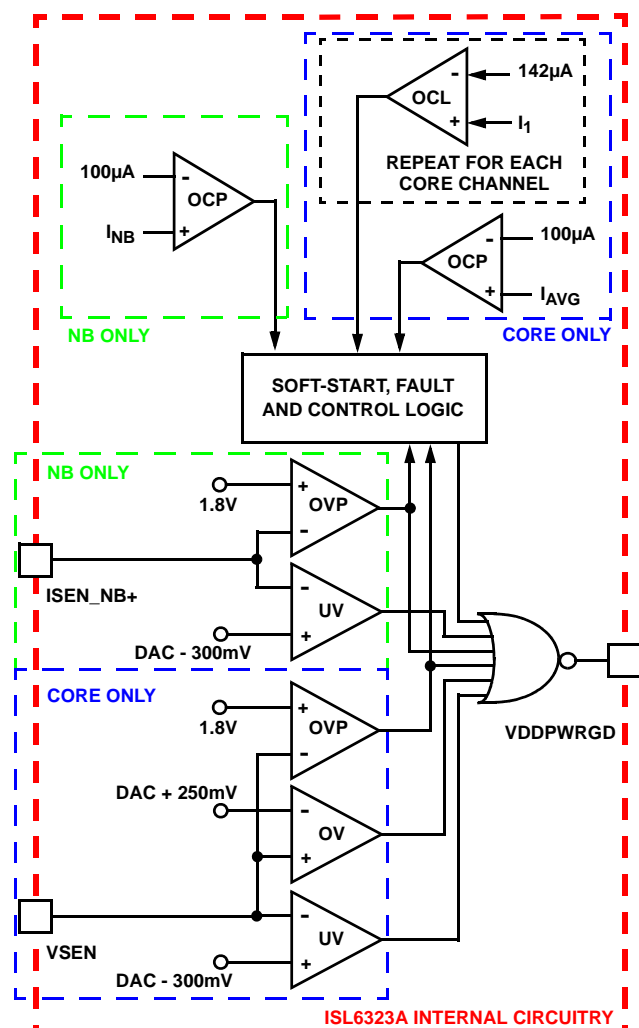 -
142µA
OCL
+
I1
REPEAT FOR EACH
CORE CHANNEL
100µA
-
OCP
INB
+
-
100µA
OCP
+
IAVG
NB ONLY
CORE ONLY
SOFT-START, FAULT
AND CONTROL LOGIC
NB ONLY
+
OVP
1.8V
-
ISEN_NB+
-
UV
+
DAC - 300mV
CORE ONLY
+
OVP
1.8V
-
VDDPWRGD
DAC + 250mV
-
OV
+
-
UV
VSEN
+
DAC - 300mV
ISL6323A INTERNAL CIRCUITRY